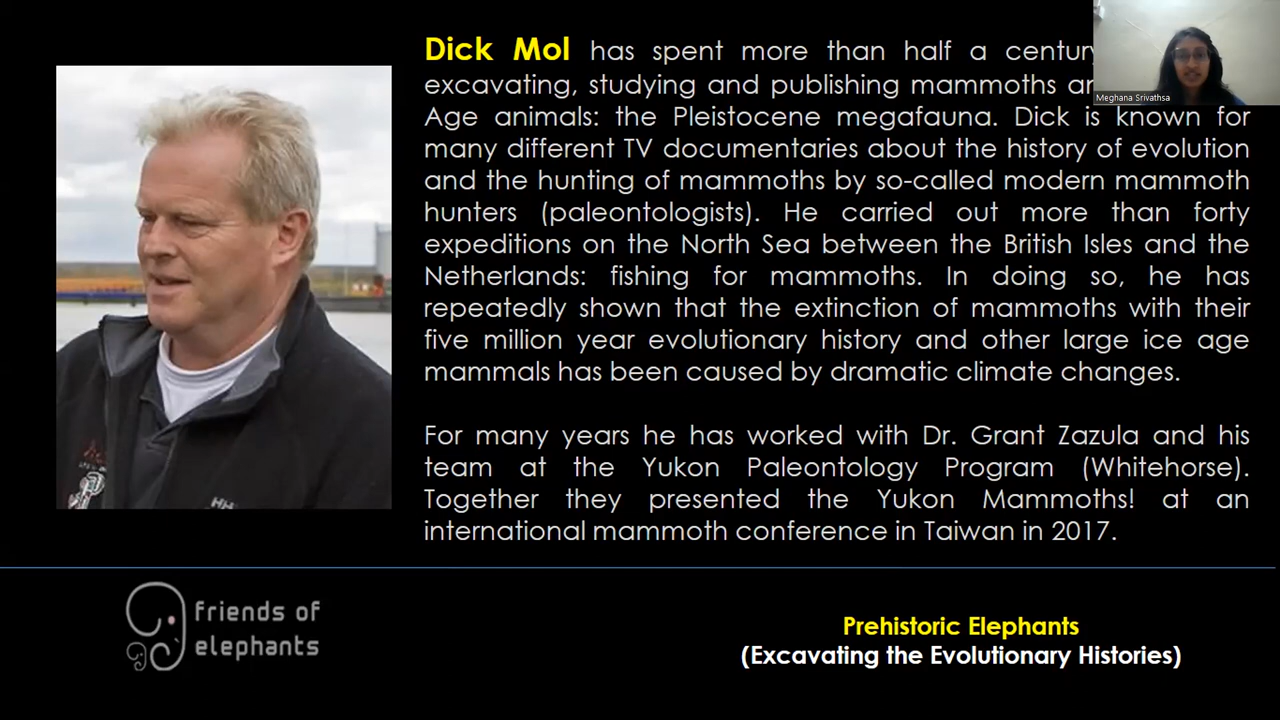 Dick Mol has spent more than half a century
excavating, studying and publishing mammoths
Age animals: the Pleistocene megafauna. Dick is known for
many different TV documentaries about the history of evolution
and the hunting of mammoths by so-called modern mammoth
hunters (paleontologists). He carried out more than forty
expeditions on the North Sea between the British Isles and the
Netherlands: fishing for mammoths. In doing so, he has
repeatedly shown that the extinction of mammoths with their
five million year evolutionary history and other large ice age
mammals has been caused by dramatic climate changes.
For many years he has worked with Dr. Grant Zazula and his
team at the Yukon Paleontology Program (Whitehorse).
Together they presented the Yukon Mammoths! at an
international mammoth conference in Taiwan in 2017.
Meghana Srivathsa
HH
friends of
elephants
Prehistoric Elephants
(Excavating the Evolutionary Histories)